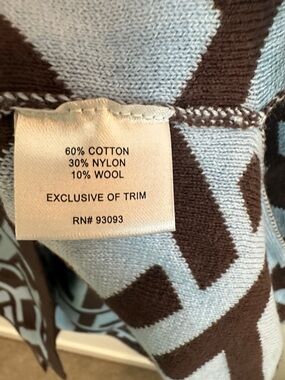 60% COTTON
30% NYLON
10% WOOL
EXCLUSIVE OF TRIM
RN# 93093